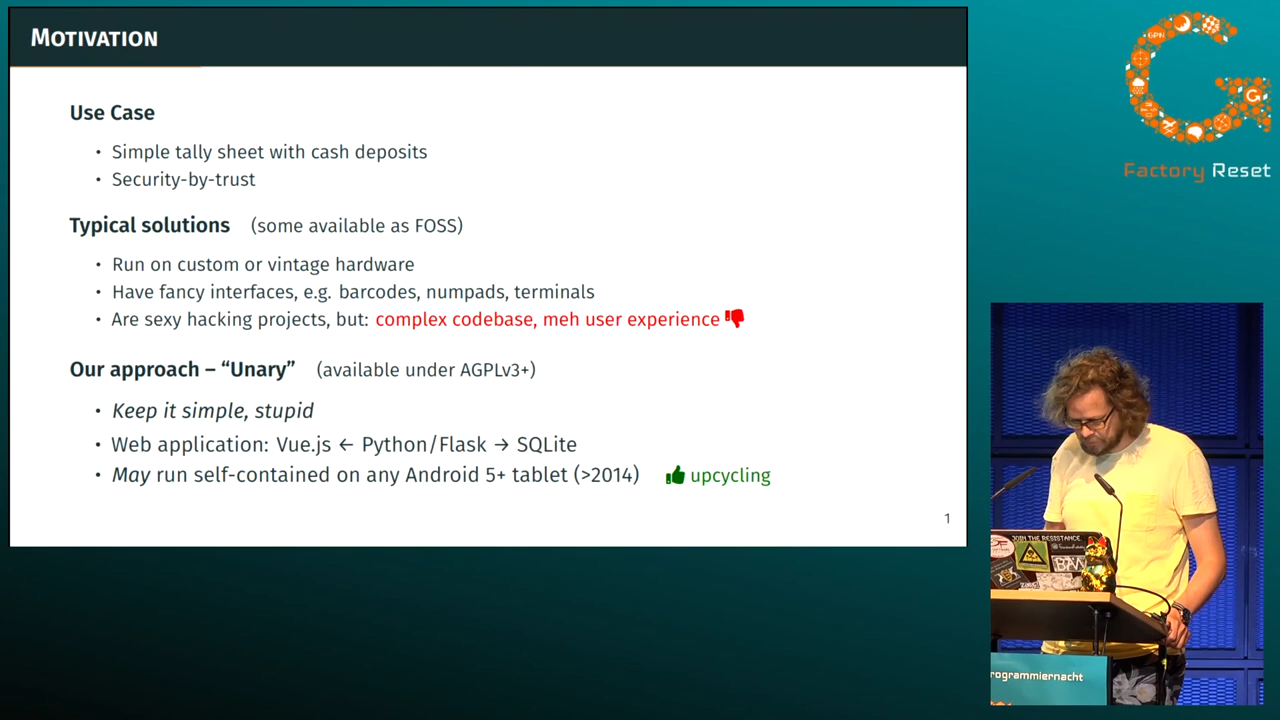 MOTIVATION
Use Case
• Simple tally sheet with cash deposits
• Security-by-trust
Typical solutions (some available as FOSS)
• Run on custom or vintage hardware
• Have fancy interfaces, e.g. barcodes, numpads, terminals
• Are sexy hacking projects, but: complex codebase, meh user experience
Our approach – “Unary” (available under AGPLv3+)
• Keep it simple, stupid
• Web application: Vue.js ← Python/Flask → SQLite
• May run self-contained on any Android 5+ tablet (>2014) upcycling
1
GPN
Factory Reset
JOIN THE RESISTANCE.
rogrammiernacht